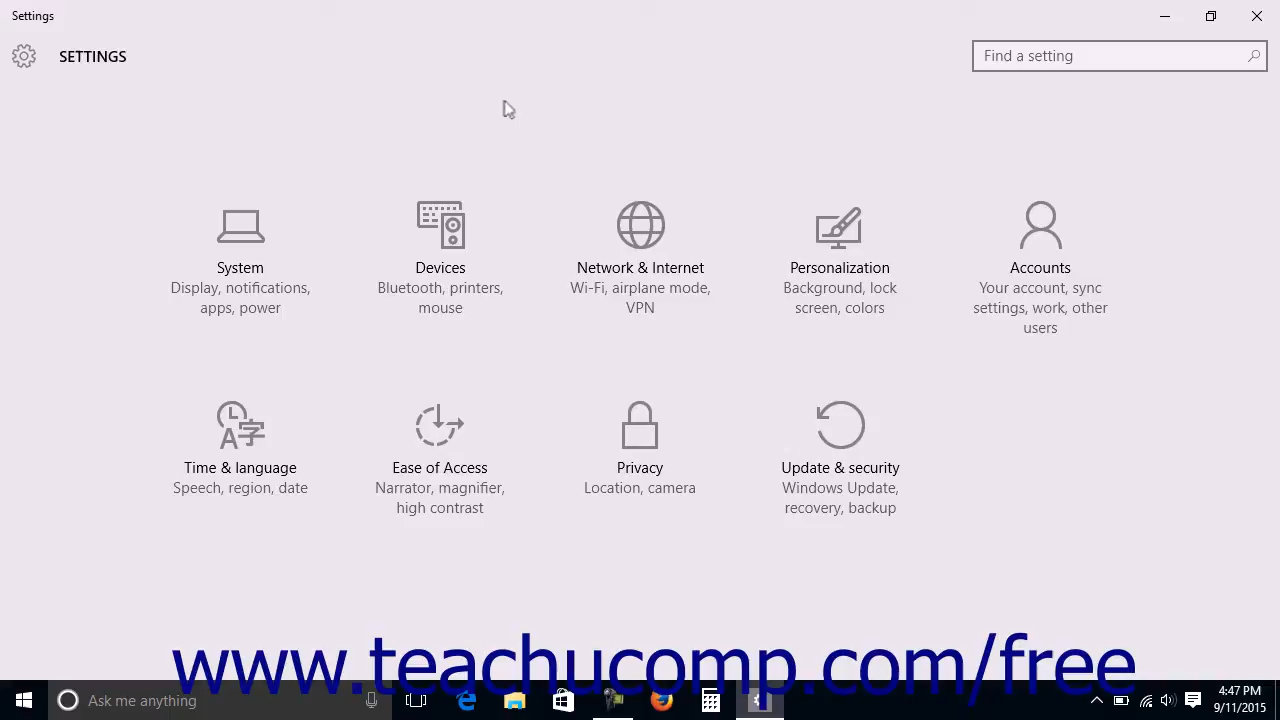 Settings
SETTINGS
Find a setting
System
Display, notifications,
apps, power
Devices
Bluetooth, printers,
mouse
Network & Internet
Wi-Fi, airplane mode,
VPN
Personalization
Background, lock
screen, colors
Accounts
Your account, sync
settings, work, other
users
Time & language
Speech, region, date
Ease of Access
Narrator, magnifier,
high contrast
Privacy
Location, camera
Update & security
Windows Update,
recovery, backup
www.teachucomp.com/free
Ask me anything
4:47 PM
9/11/2015